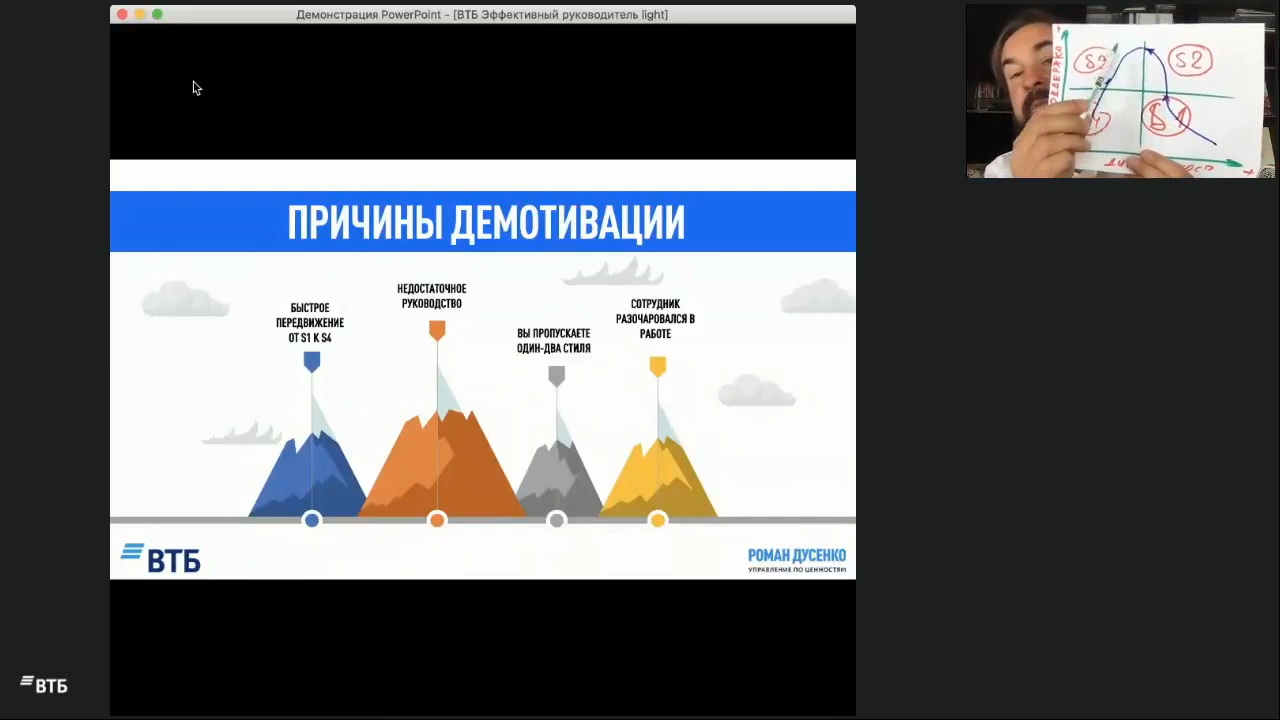 Демонстрация PowerPoint - [ВТБ Эффективный руководитель light]
ПРИЧИНЫ ДЕМОТИВАЦИИ
БЫСТРОЕ
ПЕРЕДВИЖЕНИЕ
ОТ S1 К S4
НЕДОСТАТОЧНОЕ
РУКОВОДСТВО
ВЫ ПРОПУСКАЕТЕ
ОДИН-ДВА СТИЛЯ
СОТРУДНИК
РАЗОЧАРОВАЛСЯ В
РАБОТЕ
ВТБ
РОМАН ДУСЕНКО
УПРАВЛЕНИЕ ПО ЦЕННОСТЯМ
ВТБ
S2
S1